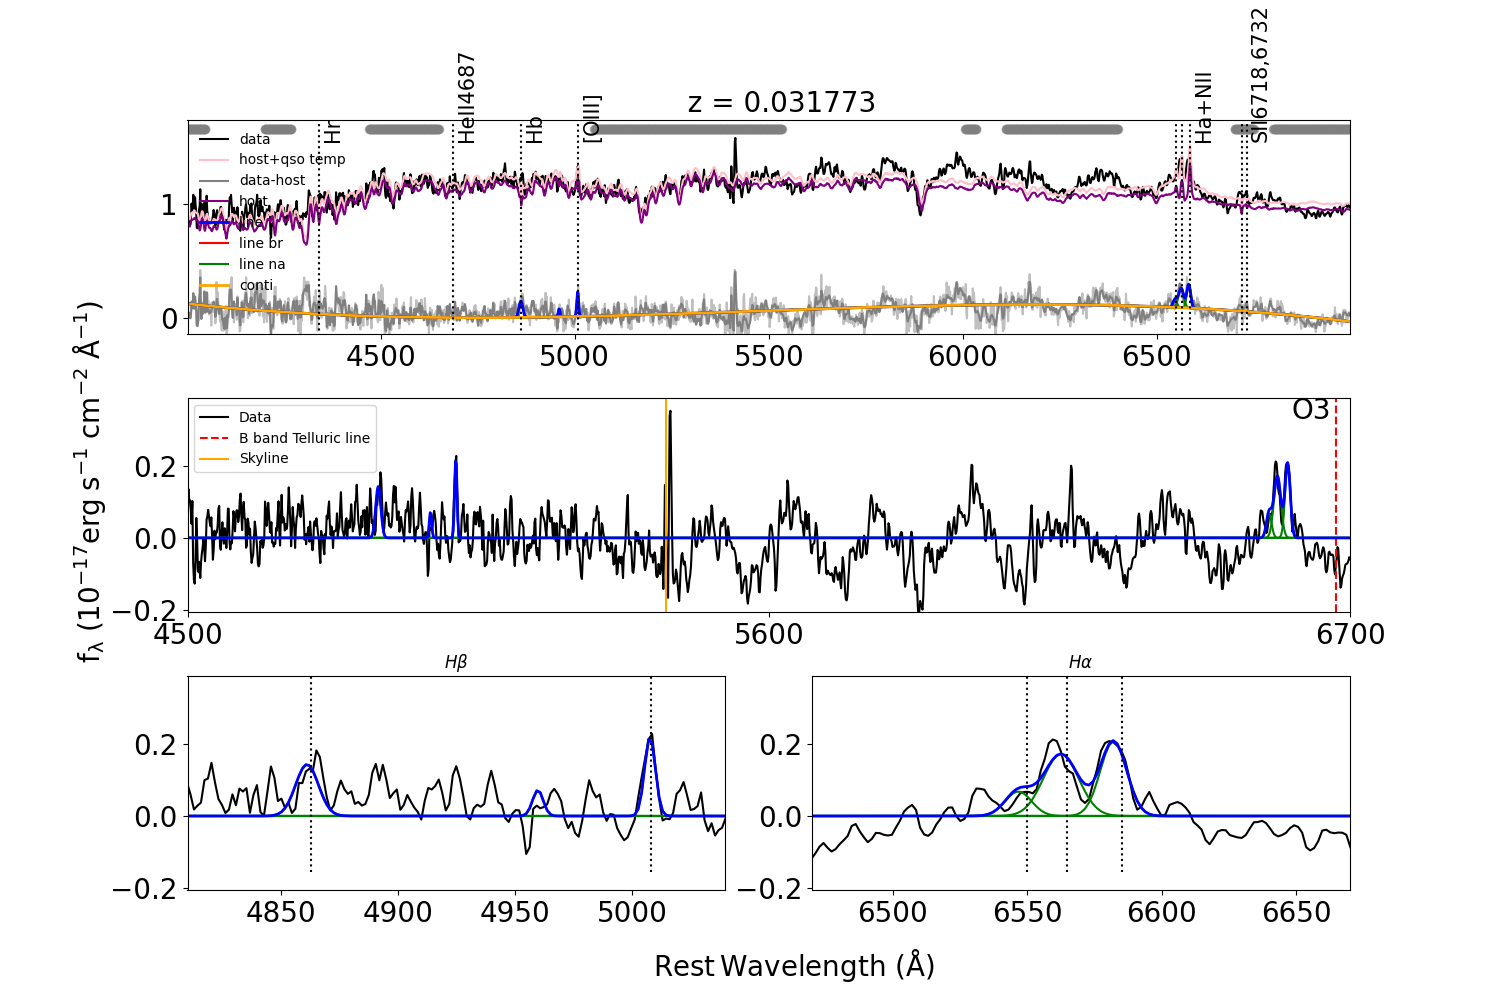 z = 0.031773
Hr
HeII4687
Hb
[OIII]
Ha+NII
SII6718,6732
data
host+qso temp
data-host
host
line
line br
line na
conti
1
0
4500
5000
5500
6000
6500
Data
B band Telluric line
Skyline
O3
0.2
0.0
−0.2
4500
5600
6700
fλ (10−17erg s−1 cm−2 Å−1)
Hβ
0.2
0.0
−0.2
4850
4900
4950
5000
Hα
0.2
0.0
−0.2
6500
6550
6600
6650
Rest Wavelength (Å)